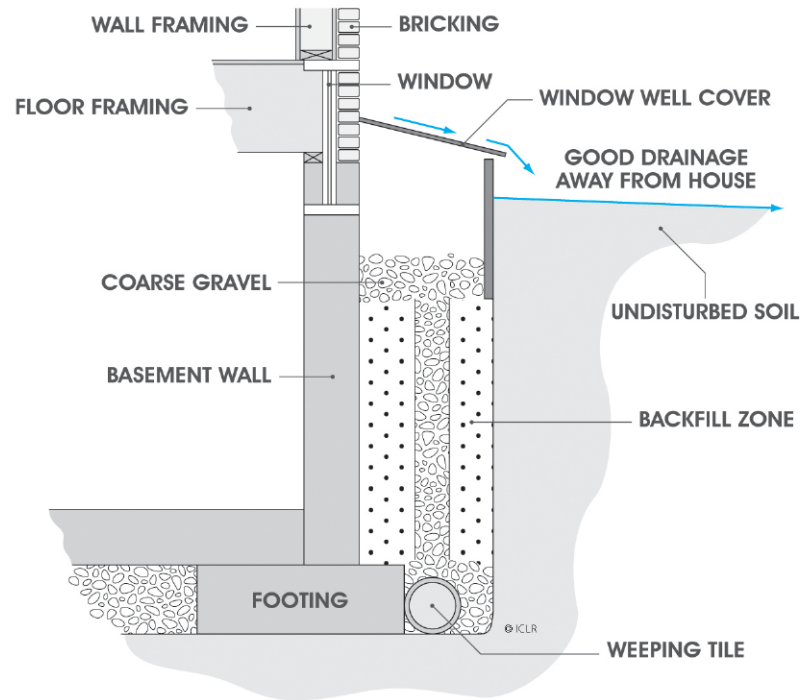 WALL FRAMING
BRICKING
WINDOW
FLOOR FRAMING
WINDOW WELL COVER
GOOD DRAINAGE
AWAY FROM HOUSE
COARSE GRAVEL
UNDISTURBED SOIL
BASEMENT WALL
BACKFILL ZONE
FOOTING
© ICLR
WEEPING TILE